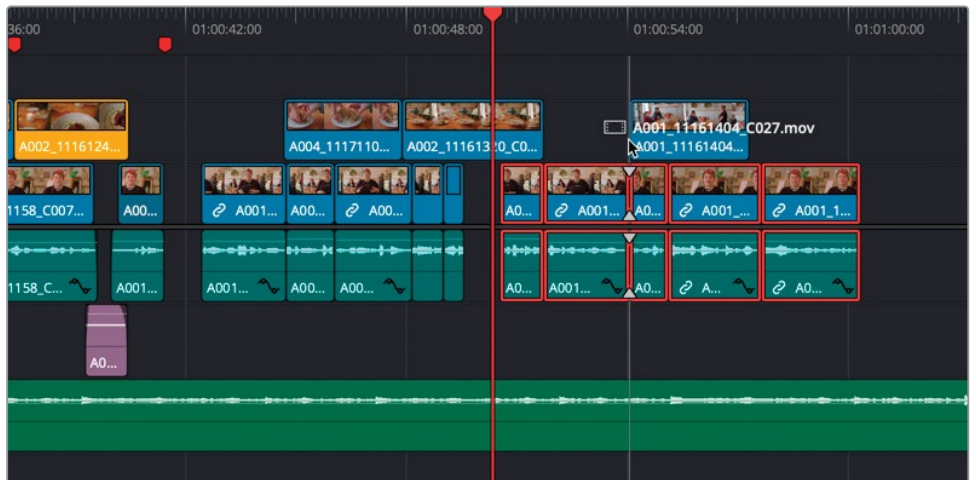 36:00
01:00:42:00
01:00:48:00
01:00:54:00
01:01:00:00
A001_11161404_C027.mov
A002_1116124...
A004_1117110...
A002_11161320_C0...
A001_11161404...
1158_C007...
A00...
A001...
A00...
A00...
A0...
A001...
A0...
A001_...
A001_1...
1158_C...
A001...
A001...
A00...
A00...
A0...
A001...
A0...
A...
A0...
A0...